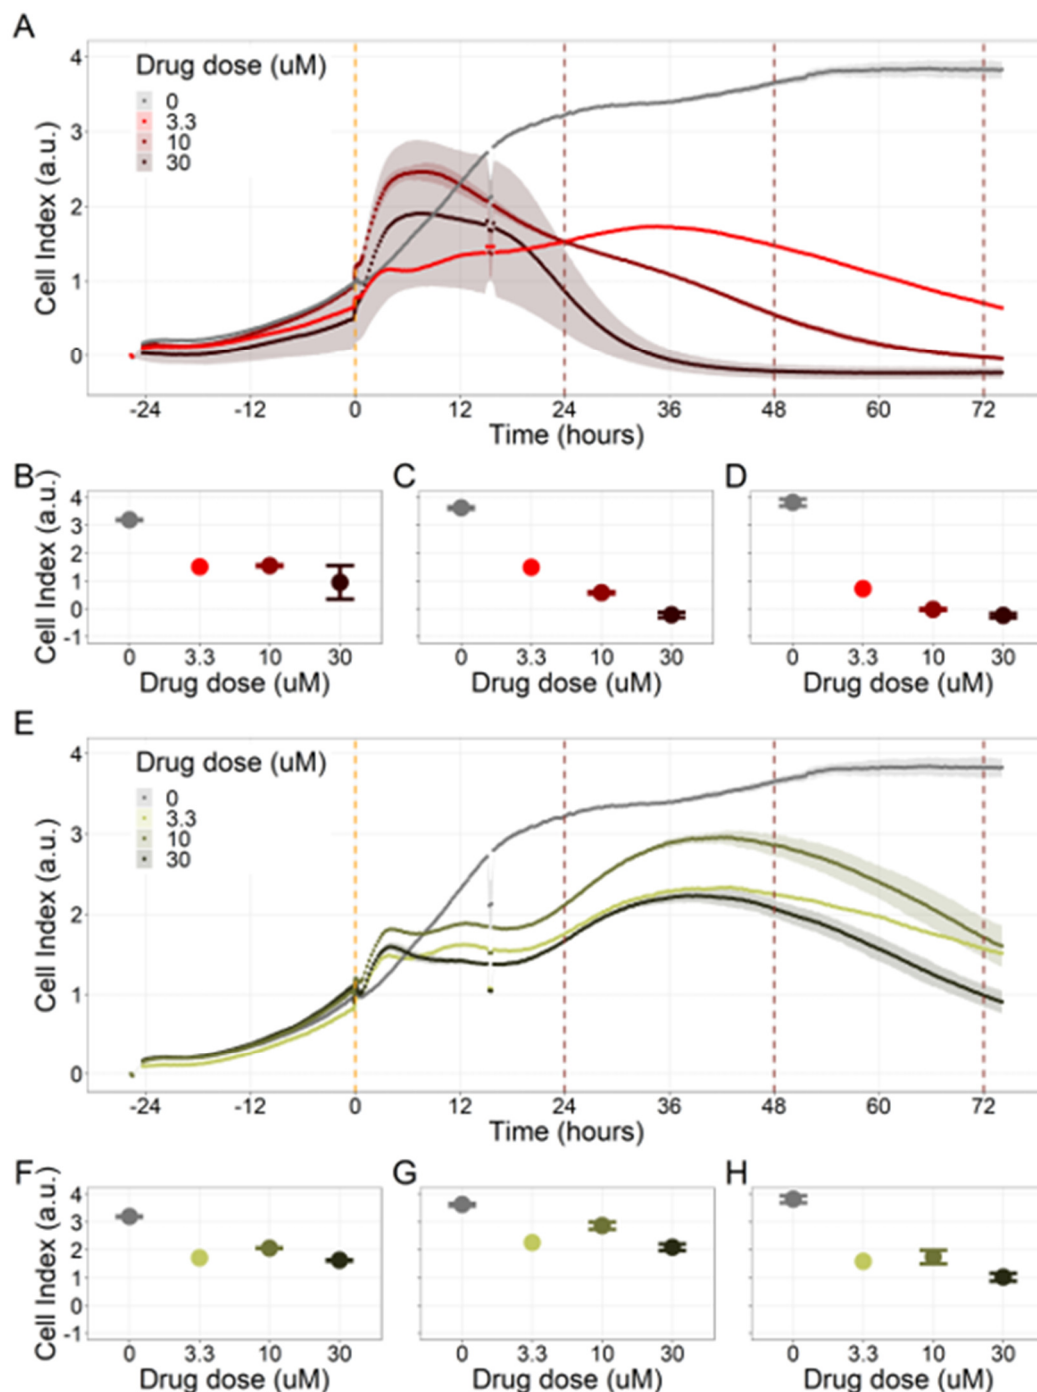 A
Drug dose (uM)
0
3.3
10
30
Cell Index (a.u.)
4
3
2
1
0
-24 -12 0 12 24 36 48 60 72
Time (hours)
B C D
Cell Index (a.u.)
4
3
2
1
0
-1
0 3.3 10 30 0 3.3 10 30 0 3.3 10 30
Drug dose (uM) Drug dose (uM) Drug dose (uM)
E
Drug dose (uM)
0
3.3
10
30
Cell Index (a.u.)
4
3
2
1
0
-24 -12 0 12 24 36 48 60 72
Time (hours)
F G H
Cell Index (a.u.)
4
3
2
1
0
-1
0 3.3 10 30 0 3.3 10 30 0 3.3 10 30
Drug dose (uM) Drug dose (uM) Drug dose (uM)